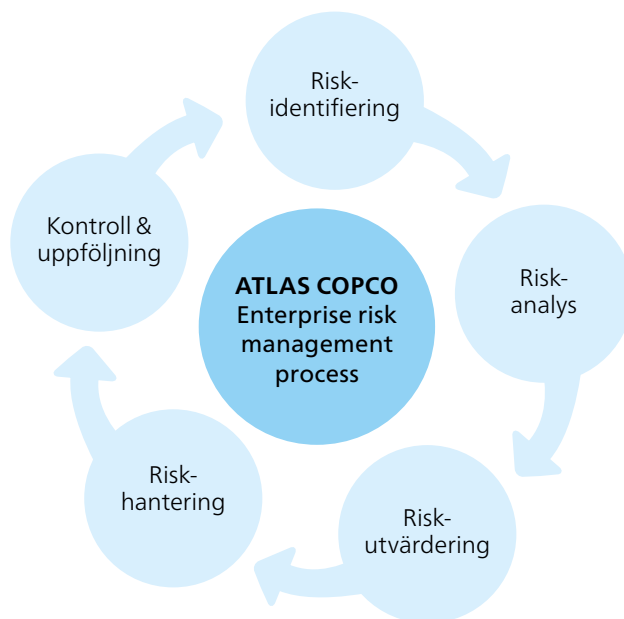 Risk-
identifiering
Risk-
analys
Risk-
utvärdering
Risk-
hantering
Kontroll &
uppföljning
ATLAS COPCO
Enterprise risk
management
process